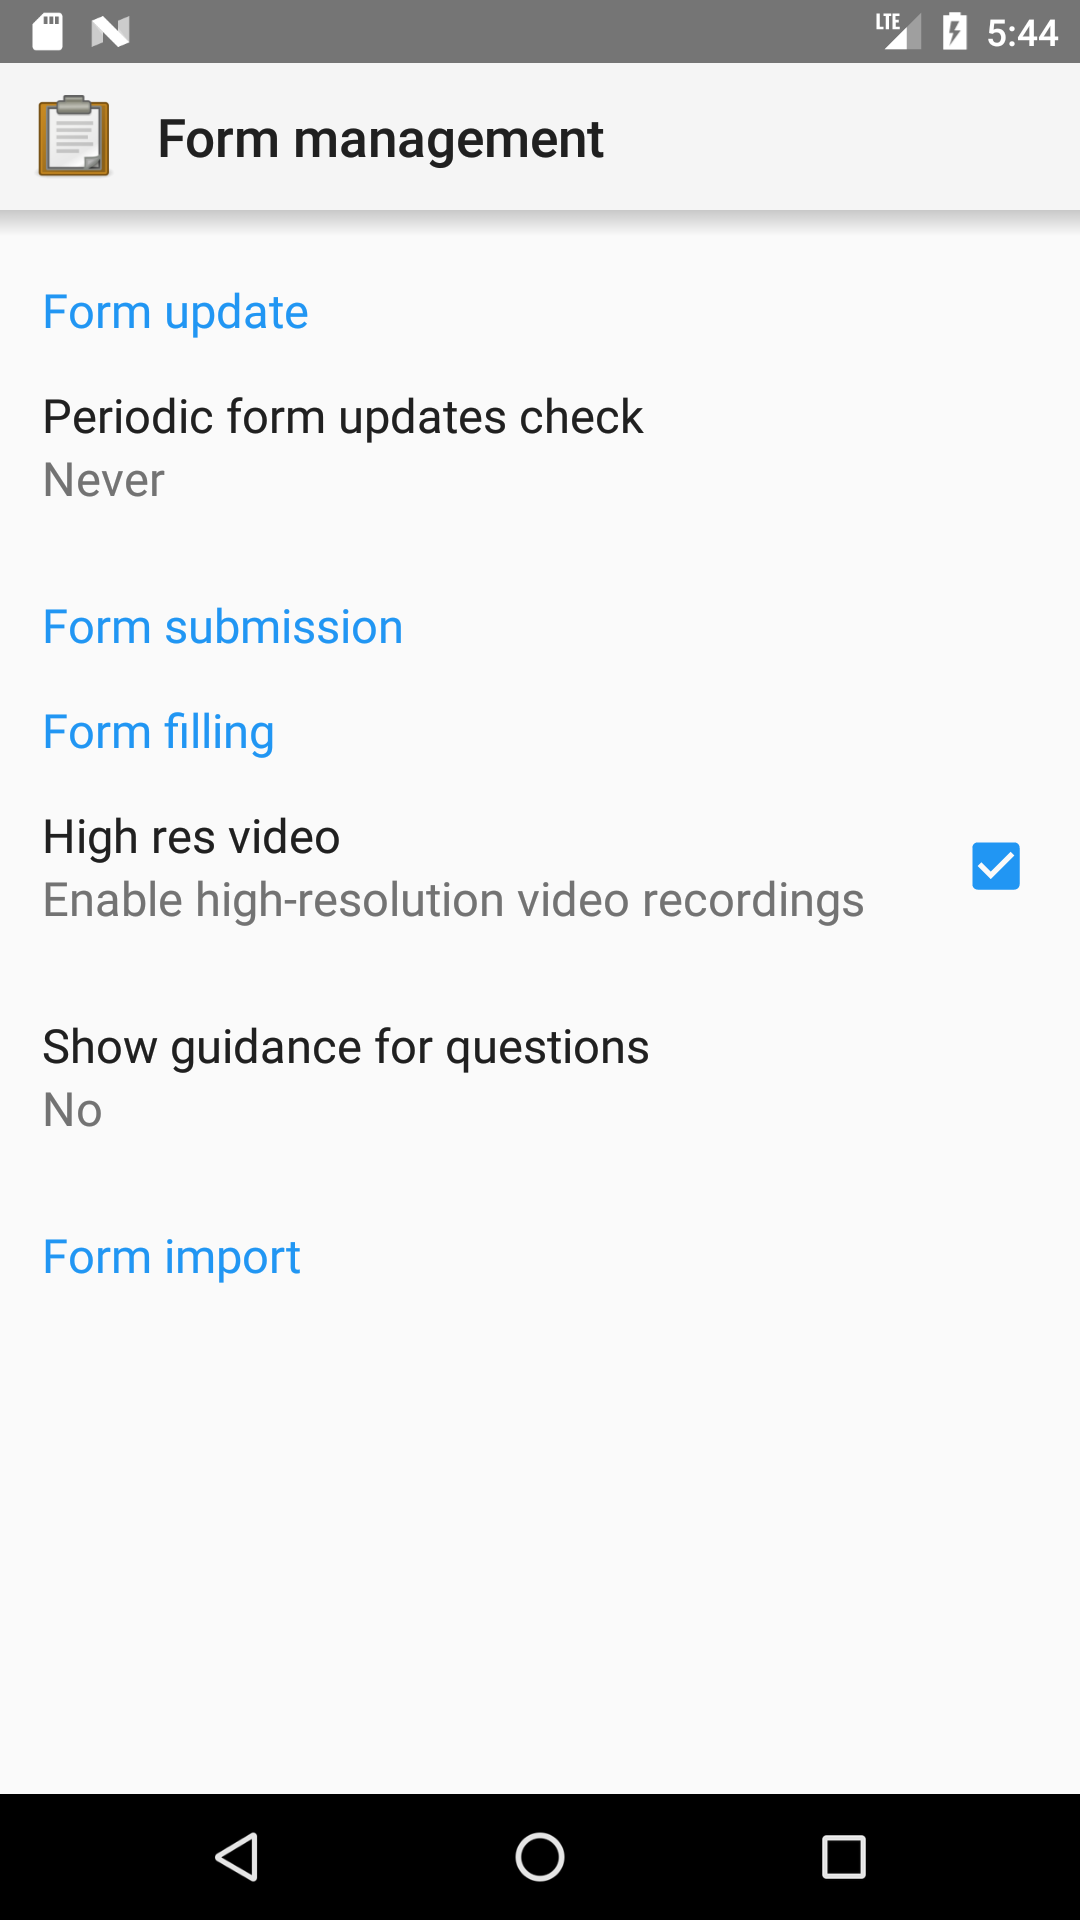 LTE 5:44
Form management
Form update
Periodic form updates check
Never
Form submission
Form filling
High res video
Enable high-resolution video recordings
Show guidance for questions
No
Form import